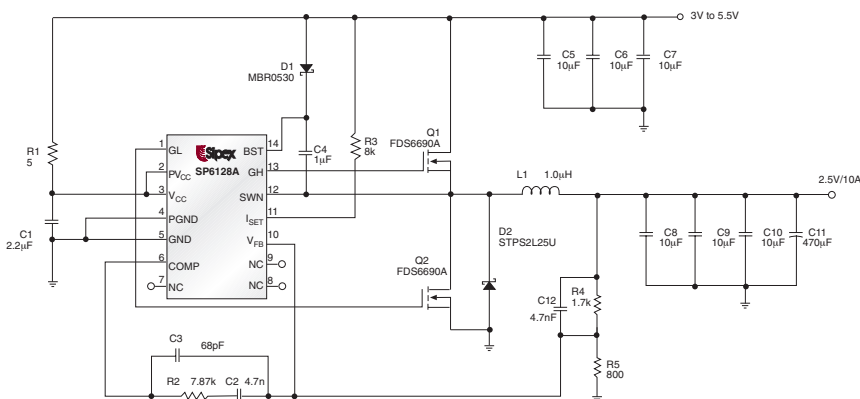 3V to 5.5V
D1
MBR0530
C5
10µF
C6
10µF
C7
10µF
R1
5
Sipex
SP6128A
1
GL
2
PVCC
3
VCC
4
PGND
5
GND
6
COMP
7
NC
14
BST
13
GH
12
SWN
11
ISET
10
VFB
9
NC
8
NC
C4
1µF
R3
8k
Q1
FDS6690A
L1 1.0µH
2.5V/10A
C1
2.2µF
D2
STPS2L25U
C8
10µF
C9
10µF
C10
10µF
C11
470µF
Q2
FDS6690A
C12
4.7nF
R4
1.7k
R5
800
C3
68pF
R2 7.87k C2 4.7n